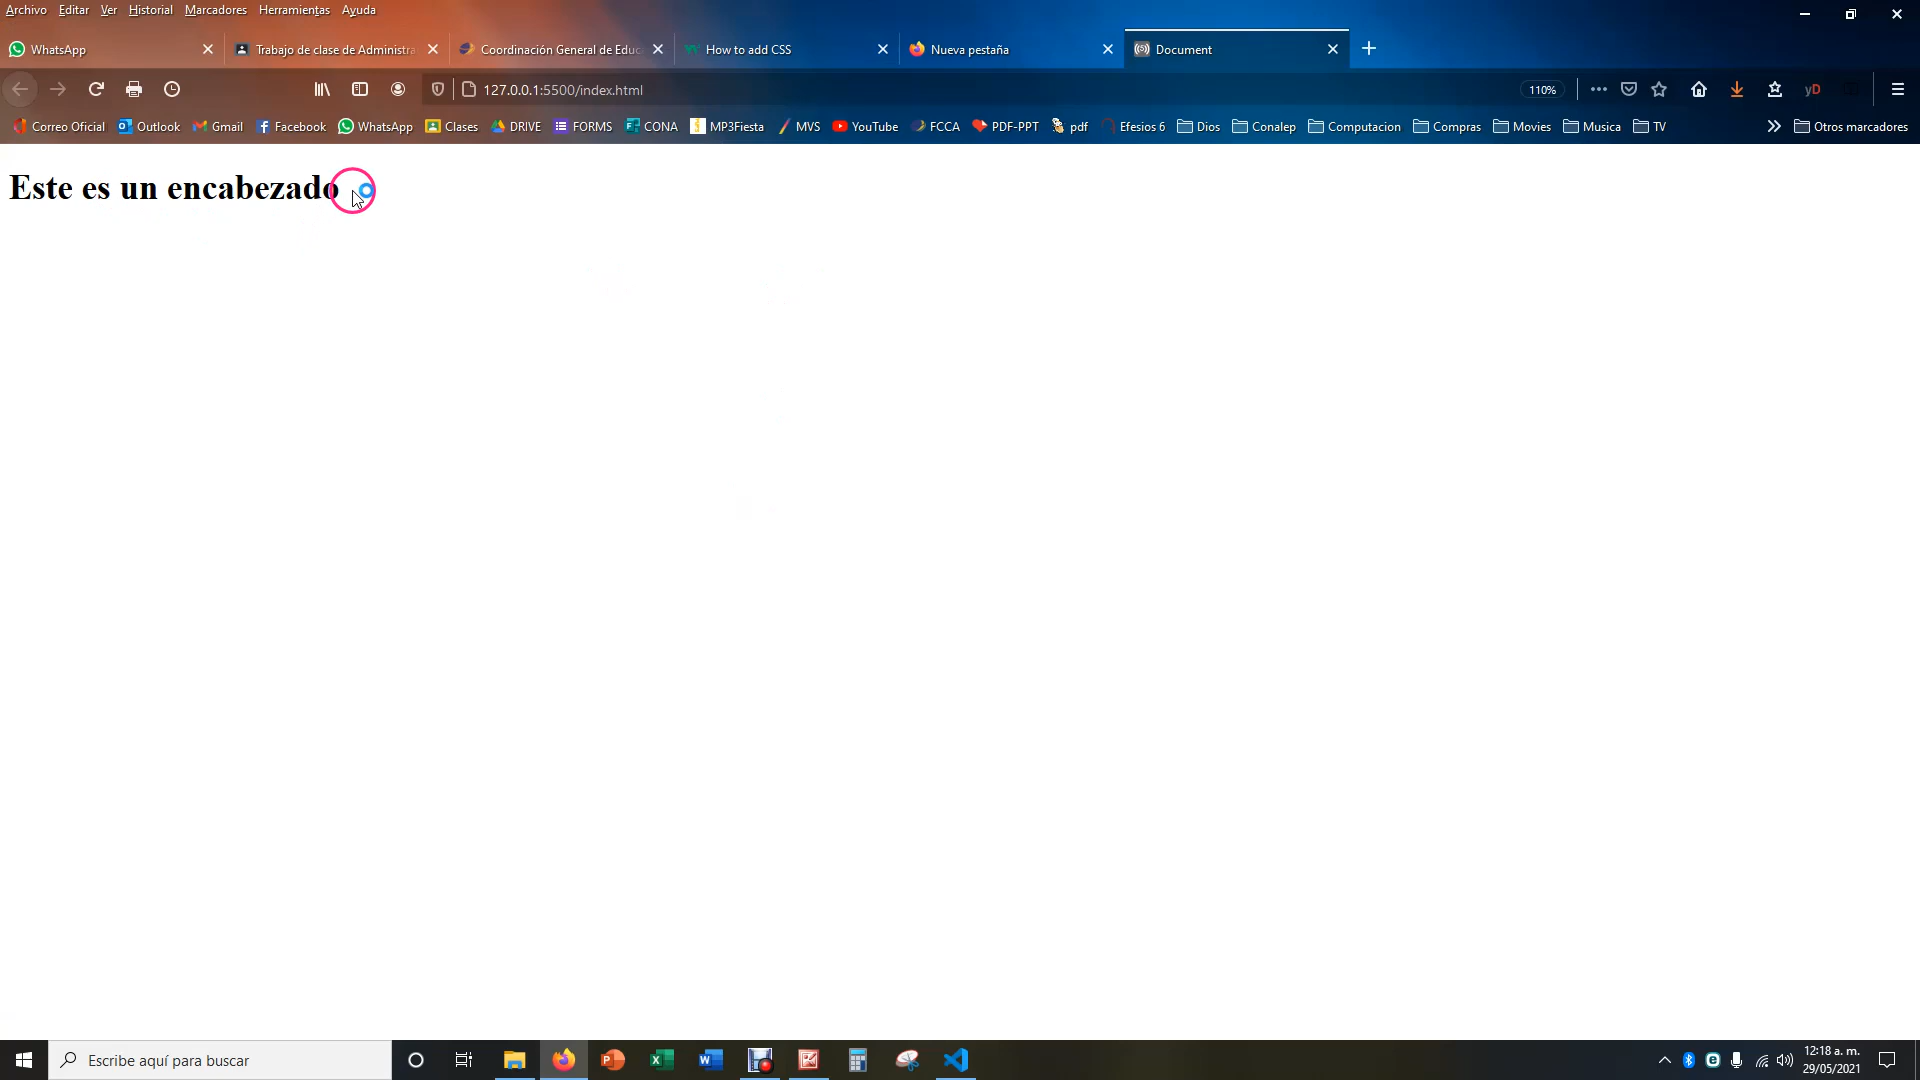 Archivo Editar Ver Historial Marcadores Herramientas Ayuda
WhatsApp Trabajo de clase de Administra Coordinación General de Educ How to add CSS Nueva pestaña Document
127.0.0.1:5500/index.html 110% yD
Correo Oficial Outlook Gmail Facebook WhatsApp Clases DRIVE FORMS CONA MP3Fiesta MVS YouTube FCCA PDF-PPT pdf Efesios 6 Dios Conalep Computacion Compras Movies Musica TV Otros marcadores
Este es un encabezado
Escribe aquí para buscar
12:18 a. m.
29/05/2021